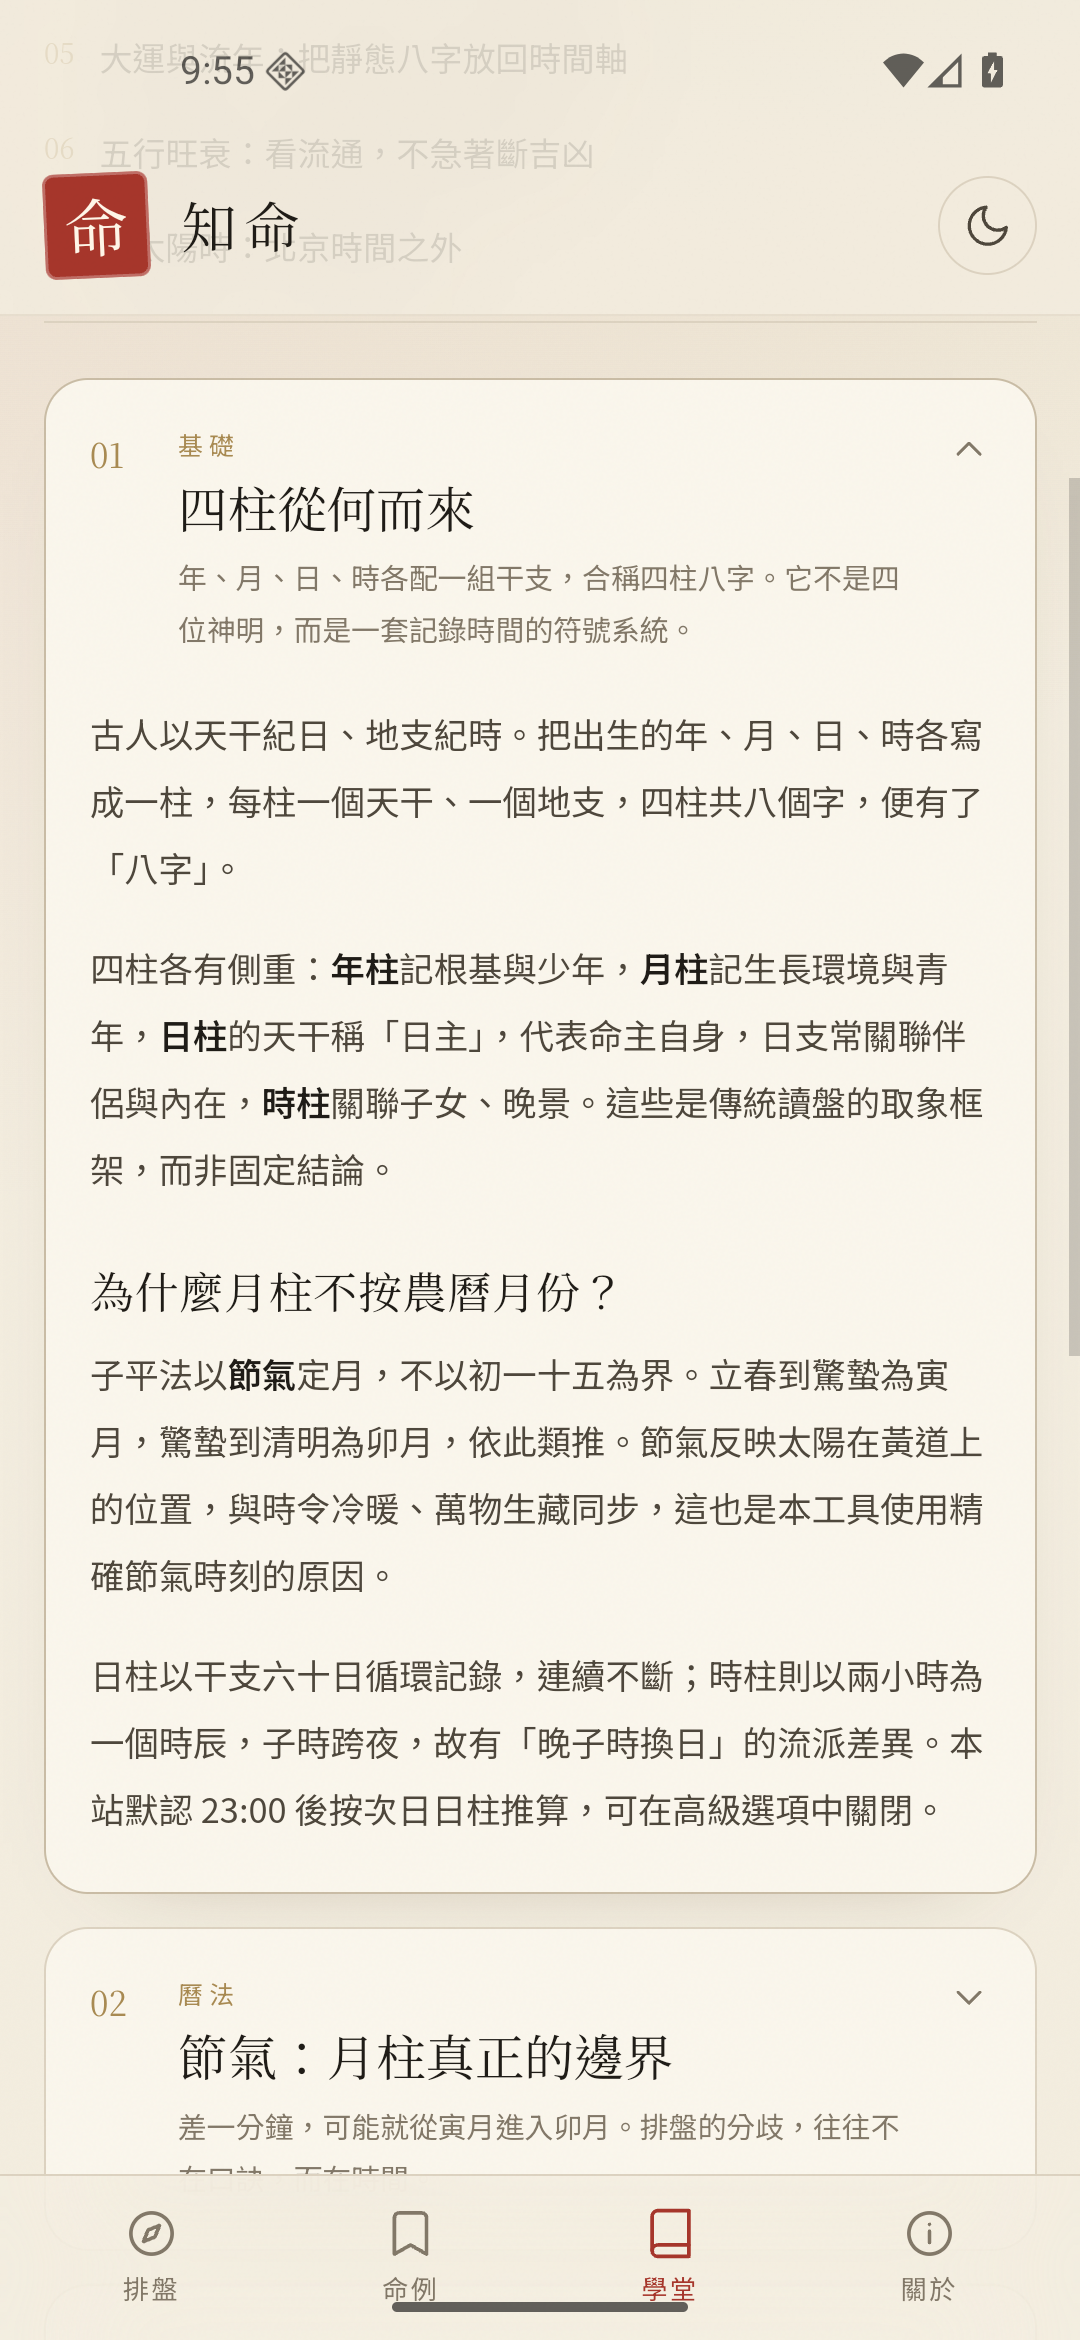 05 大運與流年：把靜態八字放回時間軸
9:55
06 五行旺衰：看流通，不急著斷吉凶
命 知命
太陽時：北京時間之外
01 基礎
四柱從何而來
年、月、日、時各配一組干支，合稱四柱八字。它不是四
位神明，而是一套記錄時間的符號系統。
古人以天干紀日、地支紀時。把出生的年、月、日、時各寫
成一柱，每柱一個天干、一個地支，四柱共八個字，便有了
「八字」。
四柱各有側重：年柱記根基與少年，月柱記生長環境與青
年，日柱的天干稱「日主」，代表命主自身，日支常關聯伴
侶與內在，時柱關聯子女、晚景。這些是傳統讀盤的取象框
架，而非固定結論。
為什麼月柱不按農曆月份？
子平法以節氣定月，不以初一十五為界。立春到驚蟄為寅
月，驚蟄到清明為卯月，依此類推。節氣反映太陽在黃道上
的位置，與時令冷暖、萬物生藏同步，這也是本工具使用精
確節氣時刻的原因。
日柱以干支六十日循環記錄，連續不斷；時柱則以兩小時為
一個時辰，子時跨夜，故有「晚子時換日」的流派差異。本
站默認 23:00 後按次日日柱推算，可在高級選項中關閉。
02 曆法
節氣：月柱真正的邊界
差一分鐘，可能就從寅月進入卯月。排盤的分歧，往往不
在口訣，而在時間
排盤
命例
學堂
關於